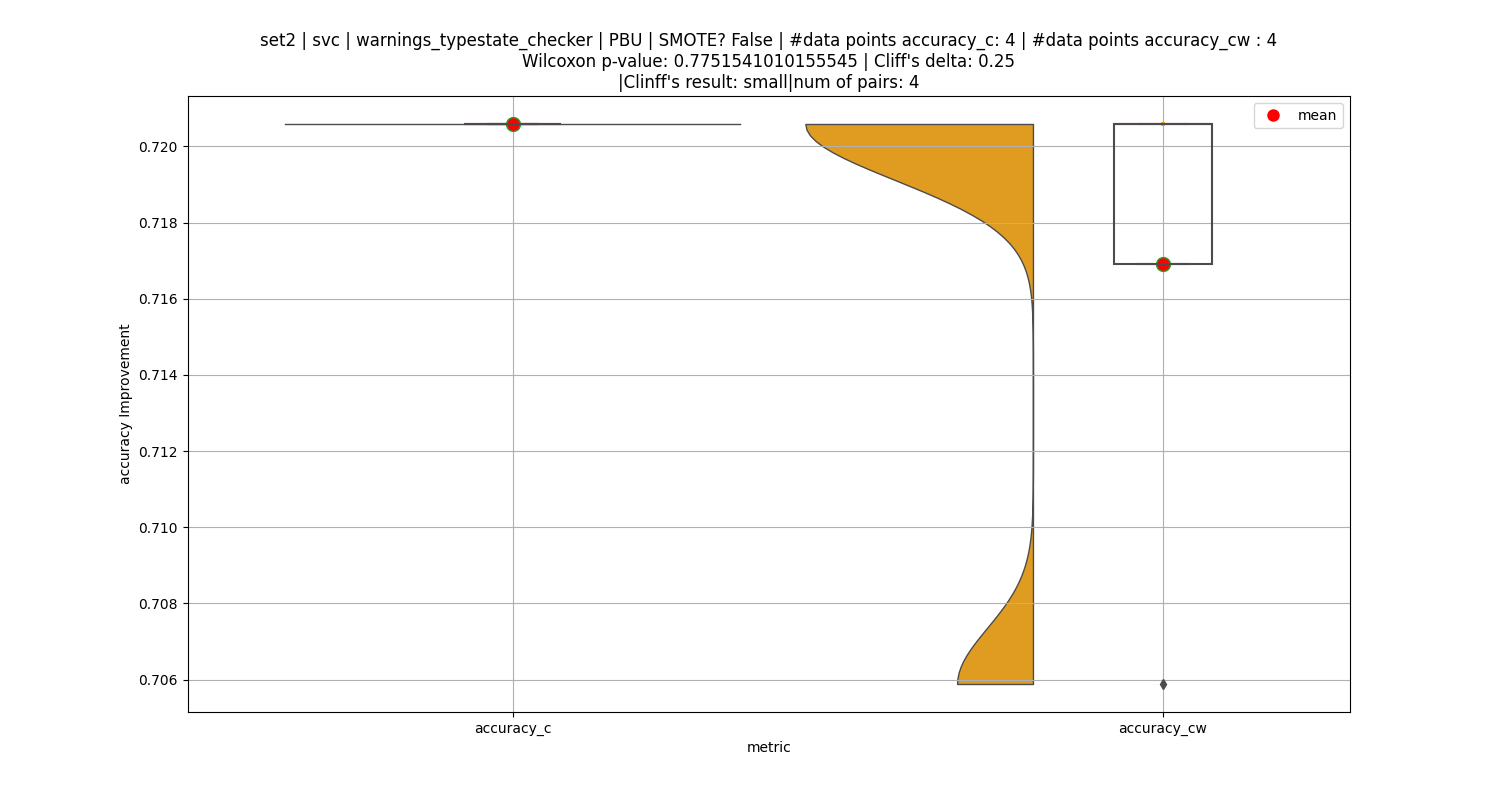 set2 | svc | warnings_typestate_checker | PBU | SMOTE? False | #data points accuracy_c: 4 | #data points accuracy_cw : 4
Wilcoxon p-value: 0.7751541010155545 | Cliff's delta: 0.25
|Clinff's result: small|num of pairs: 4
mean
0.720
0.718
0.716
0.714
0.712
0.710
0.708
0.706
accuracy Improvement
accuracy_c
accuracy_cw
metric